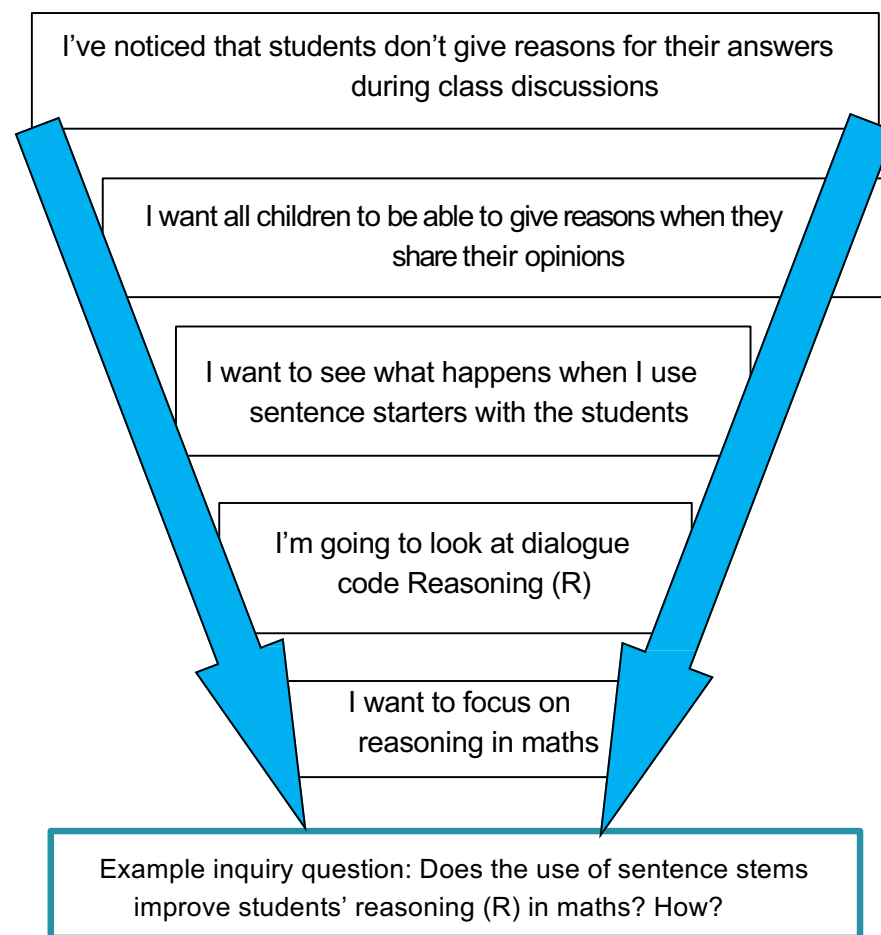 I’ve noticed that students don’t give reasons for their answers
during class discussions
I want all children to be able to give reasons when they
share their opinions
I want to see what happens when I use
sentence starters with the students
I’m going to look at dialogue
code Reasoning (R)
I want to focus on
reasoning in maths
Example inquiry question: Does the use of sentence stems
improve students’ reasoning (R) in maths? How?